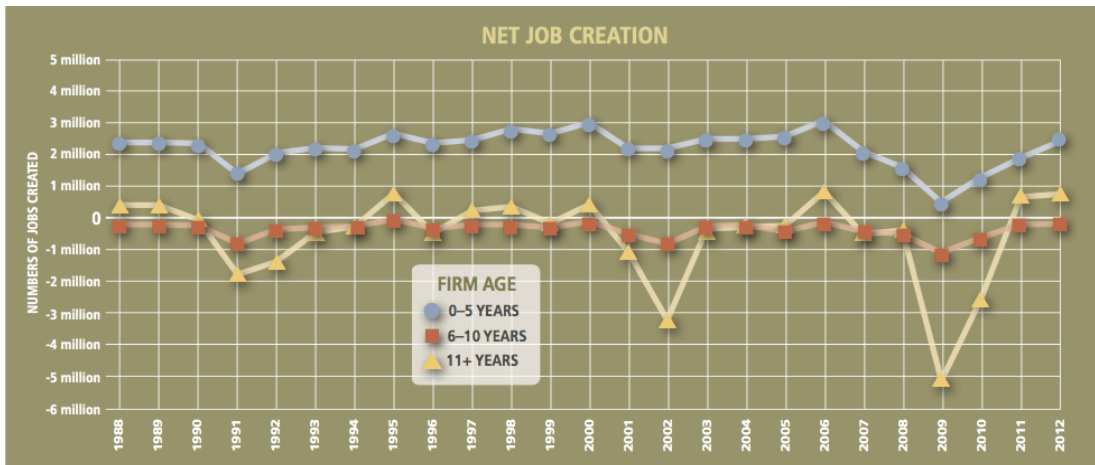 NET JOB CREATION
NUMBERS OF JOBS CREATED
5 million
4 million
3 million
2 million
1 million
0
-1 million
-2 million
-3 million
-4 million
-5 million
-6 million
FIRM AGE
0–5 YEARS
6–10 YEARS
11+ YEARS
1988
1989
1990
1991
1992
1993
1994
1995
1996
1997
1998
1999
2000
2001
2002
2003
2004
2005
2006
2007
2008
2009
2010
2011
2012